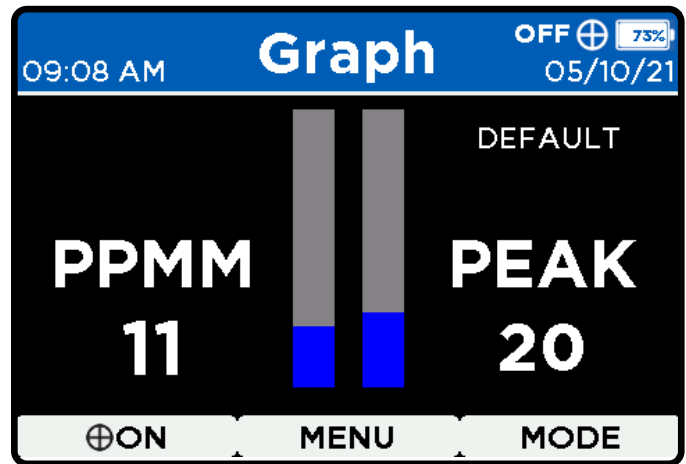 OFF ⊕ 73%
09:08 AM Graph 05/10/21
DEFAULT
PPMM PEAK
11 20
⊕ON MENU MODE